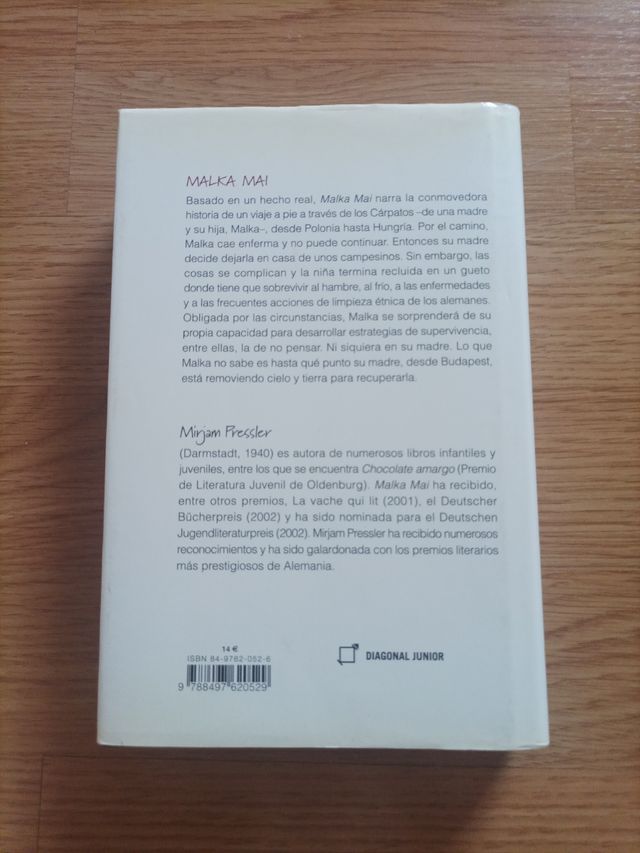 MALKA MAI
Basado en un hecho real, Malka Mai narra la conmovedora
historia de un viaje a pie a través de los Cárpatos –de una madre
y su hija, Malka–, desde Polonia hasta Hungría. Por el camino,
Malka cae enferma y no puede continuar. Entonces su madre
decide dejarla en casa de unos campesinos. Sin embargo, las
cosas se complican y la niña termina recluida en un gueto
donde tiene que sobrevivir al hambre, al frío, a las enfermedades
y a las frecuentes acciones de limpieza étnica de los alemanes.
Obligada por las circunstancias, Malka se sorprenderá de su
propia capacidad para desarrollar estrategias de supervivencia,
entre ellas, la de no pensar. Ni siquiera en su madre. Lo que
Malka no sabe es hasta qué punto su madre, desde Budapest,
está removiendo cielo y tierra para recuperarla.
Mirjam Pressler
(Darmstadt, 1940) es autora de numerosos libros infantiles y
juveniles, entre los que se encuentra Chocolate amargo (Premio
de Literatura Juvenil de Oldenburg). Malka Mai ha recibido,
entre otros premios, La vache qui lit (2001), el Deutscher
Bücherpreis (2002) y ha sido nominada para el Deutschen
Jugendliteraturpreis (2002). Mirjam Pressler ha recibido numerosos
reconocimientos y ha sido galardonada con los premios literarios
más prestigiosos de Alemania.
14 €
ISBN 84-9762-052-6
9 788497 620529
DIAGONAL JUNIOR